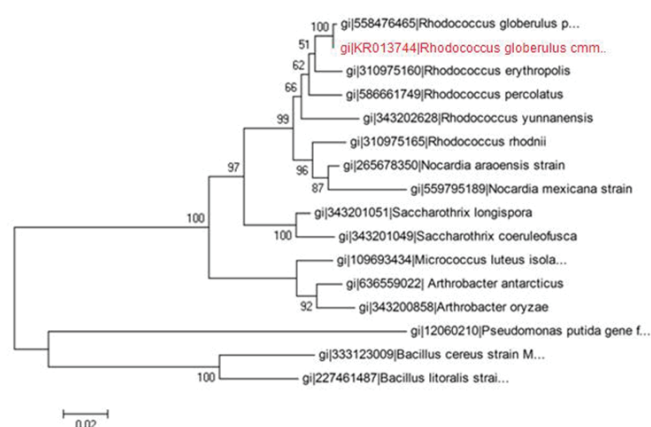 100
gi|558476465|Rhodococcus globerulus p...
51
gi|KR013744|Rhodococcus globerulus cmm..
62
gi|310975160|Rhodococcus erythropolis
66
gi|586661749|Rhodococcus percolatus
99
gi|343202628|Rhodococcus yunnanensis
gi|310975165|Rhodococcus rhodnii
97
96
gi|265678350|Nocardia araoensis strain
87
gi|559795189|Nocardia mexicana strain
100
gi|343201051|Saccharothrix longispora
100
gi|343201049|Saccharothrix coeruleofusca
gi|109693434|Micrococcus luteus isola...
gi|636559022| Arthrobacter antarcticus
92
gi|343200858|Arthrobacter oryzae
gi|12060210|Pseudomonas putida gene f...
gi|333123009|Bacillus cereus strain M...
100
gi|227461487|Bacillus litoralis strai...
0.02